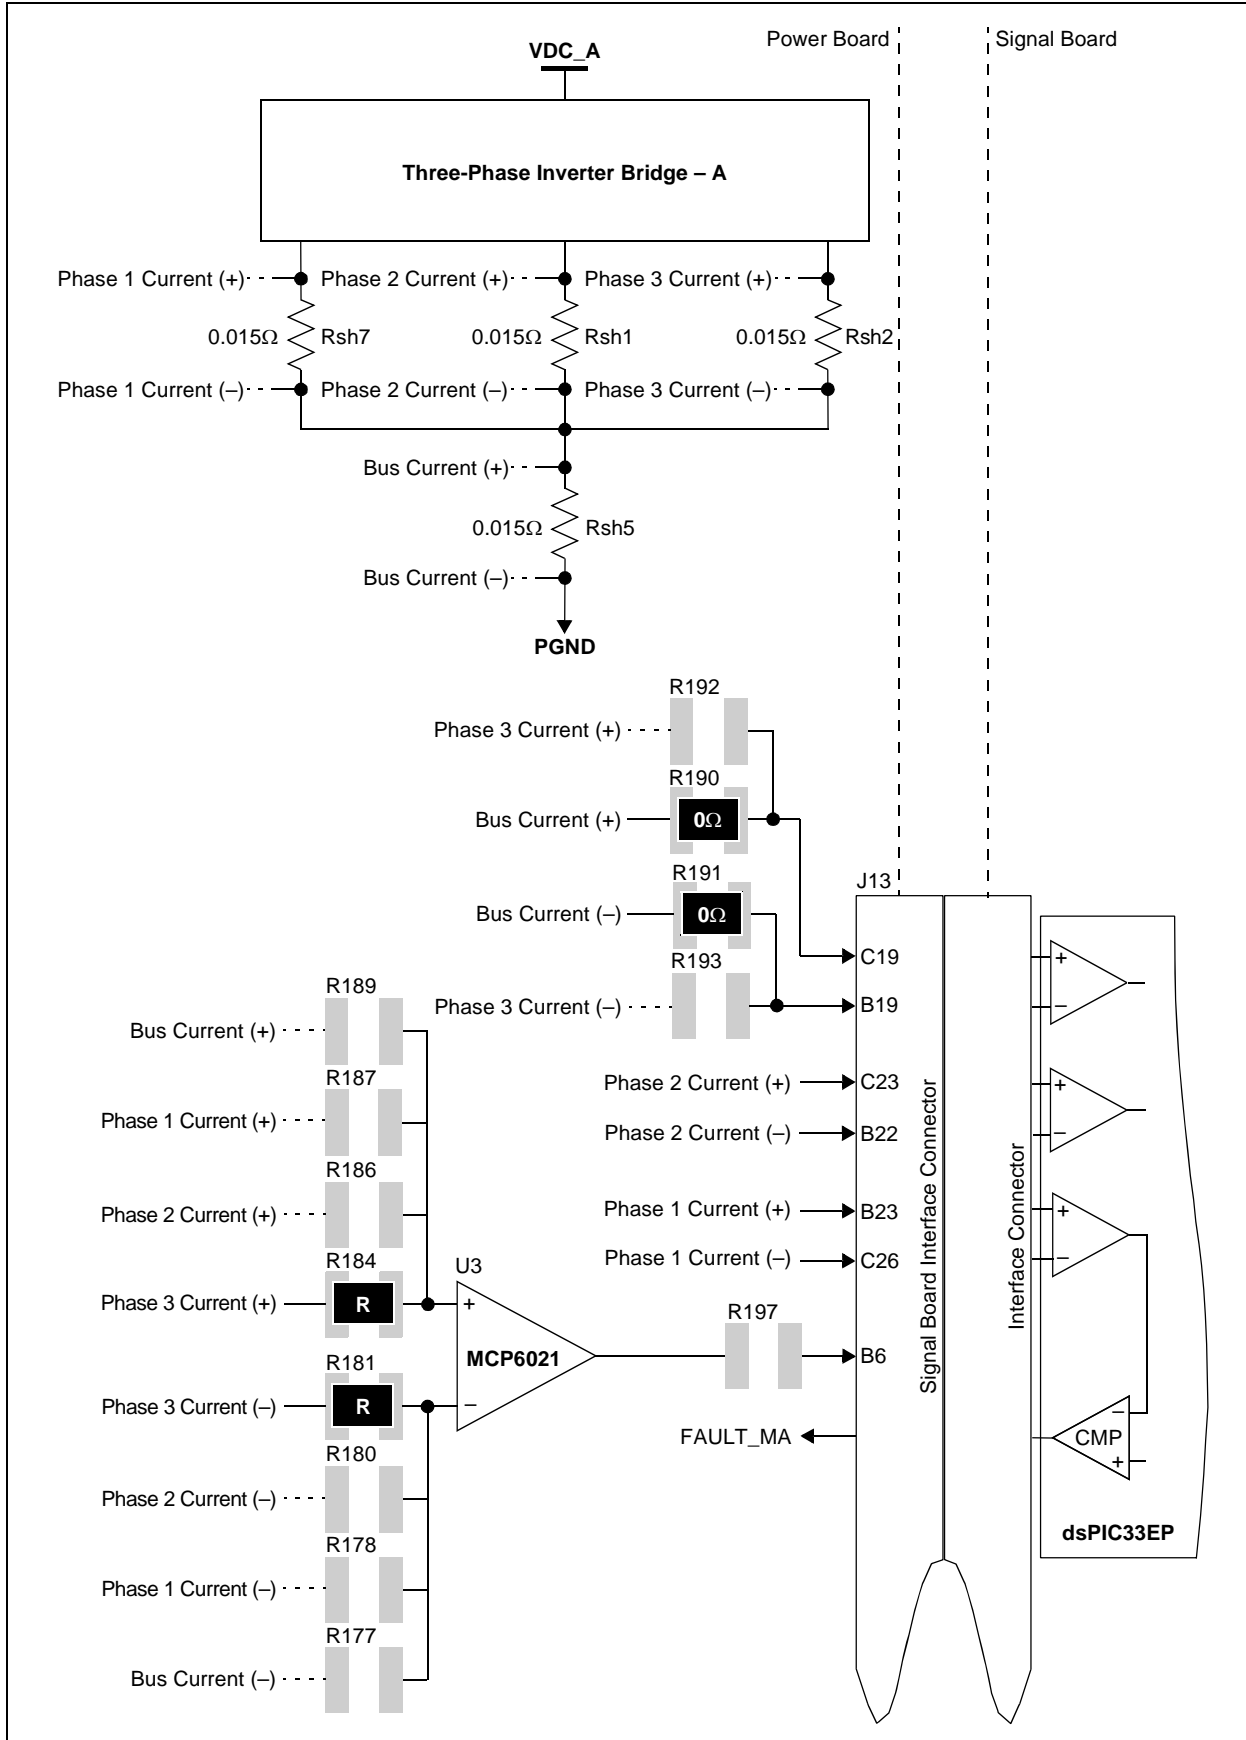 Power Board
Signal Board
VDC_A
Three-Phase Inverter Bridge – A
Phase 1 Current (+)
Phase 2 Current (+)
Phase 3 Current (+)
0.015Ω
Rsh7
0.015Ω
Rsh1
0.015Ω
Rsh2
Phase 1 Current (–)
Phase 2 Current (–)
Phase 3 Current (–)
Bus Current (+)
0.015Ω
Rsh5
Bus Current (–)
PGND
R192
Phase 3 Current (+)
R190
Bus Current (+)
0Ω
R191
Bus Current (–)
0Ω
R193
Phase 3 Current (–)
J13
C19
B19
Phase 2 Current (+)
C23
Phase 2 Current (–)
B22
Phase 1 Current (+)
B23
Phase 1 Current (–)
C26
R189
Bus Current (+)
R187
Phase 1 Current (+)
R186
Phase 2 Current (+)
R184
Phase 3 Current (+)
R
R181
Phase 3 Current (–)
R
R180
Phase 2 Current (–)
R178
Phase 1 Current (–)
R177
Bus Current (–)
U3
+
MCP6021
–
R197
B6
FAULT_MA
Signal Board Interface Connector
Interface Connector
+
–
+
–
+
–
–
CMP
+
dsPIC33EP